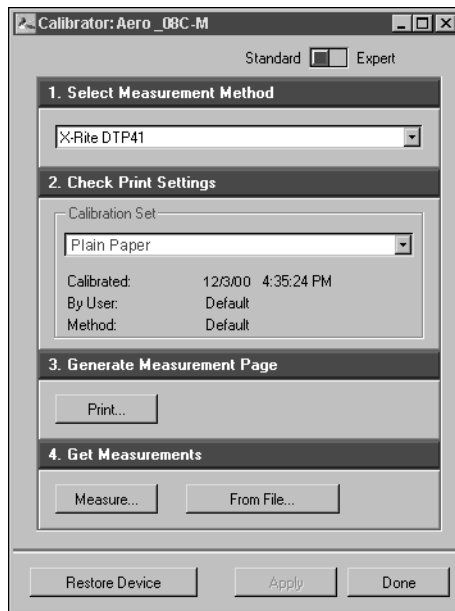 Calibrator: Aero _08C-M
Standard Expert
1. Select Measurement Method
X-Rite DTP41
2. Check Print Settings
Calibration Set
Plain Paper
Calibrated: 12/3/00 4:35:24 PM
By User: Default
Method: Default
3. Generate Measurement Page
Print...
4. Get Measurements
Measure... From File...
Restore Device Apply Done